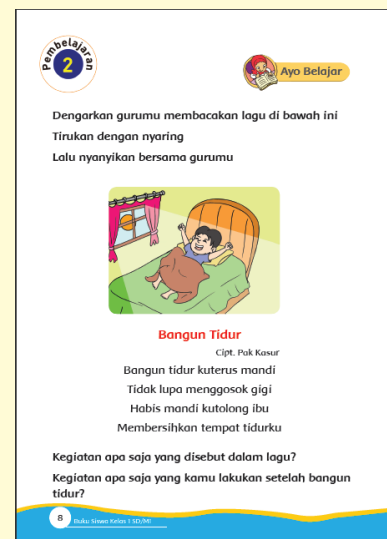 Pembelajaran
2
Ayo Belajar
Dengarkan gurumu membacakan lagu di bawah ini
Tirukan dengan nyaring
Lalu nyanyikan bersama gurumu
Bangun Tidur
Cipt. Pak Kasur
Bangun tidur kuterus mandi
Tidak lupa menggosok gigi
Habis mandi kutolong ibu
Membersihkan tempat tidurku
Kegiatan apa saja yang disebut dalam lagu?
Kegiatan apa saja yang kamu lakukan setelah bangun
tidur?
8 Buku Siswa Kelas 1 SD/MI